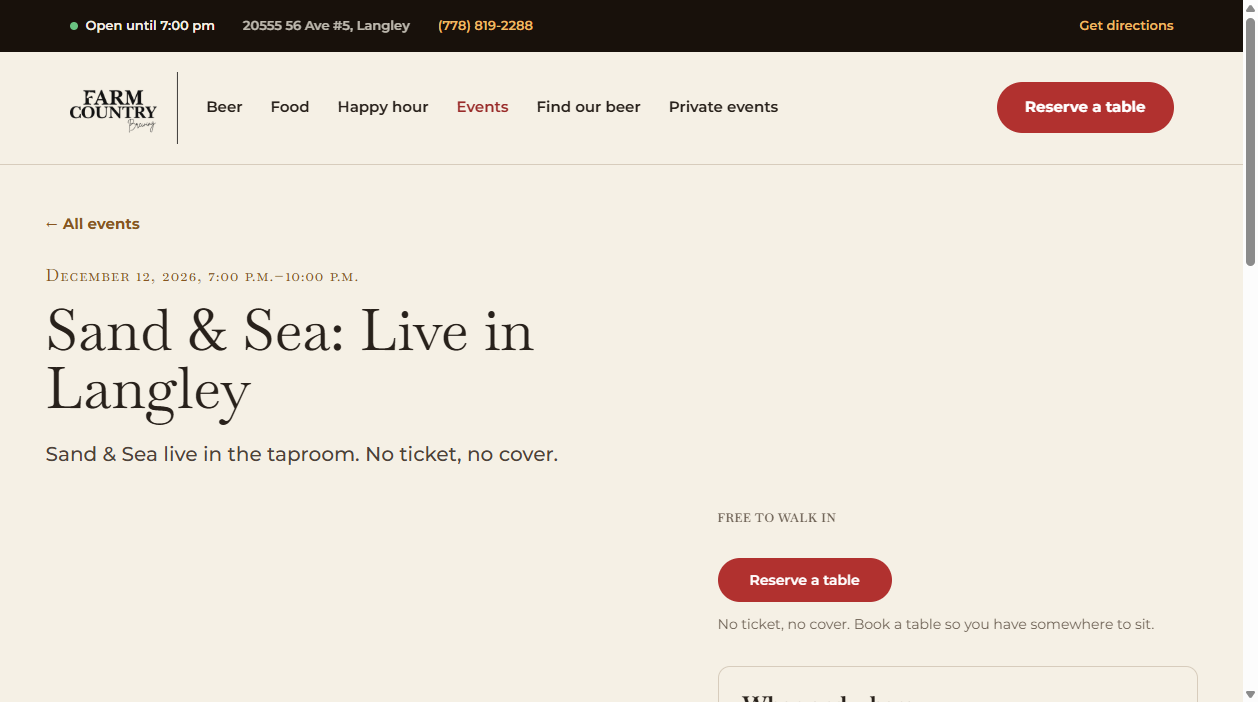 Open until 7:00 pm
20555 56 Ave #5, Langley
(778) 819-2288
Get directions
FARM
COUNTRY
Brewing
Beer
Food
Happy hour
Events
Find our beer
Private events
Reserve a table
← All events
December 12, 2026, 7:00 p.m.–10:00 p.m.
Sand & Sea: Live in
Langley
Sand & Sea live in the taproom. No ticket, no cover.
FREE TO WALK IN
Reserve a table
No ticket, no cover. Book a table so you have somewhere to sit.